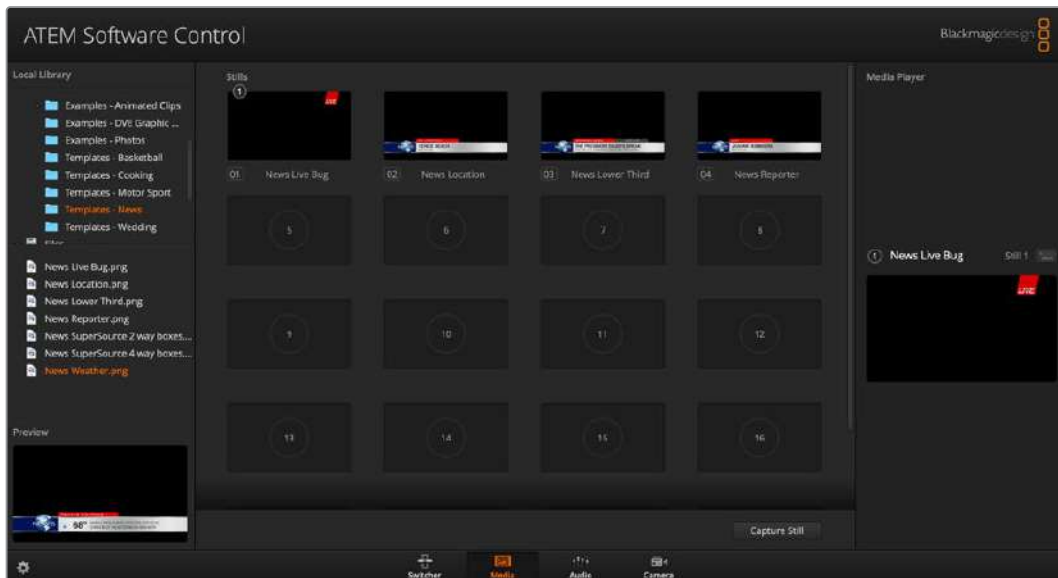 ATEM Software Control
Blackmagicdesign
Local Library
Examples - Animated Clips
Examples - DVE Graphic ...
Examples - Photos
Templates - Basketball
Templates - Cooking
Templates - Motor Sport
Templates - News
Templates - Wedding
News Live Bug.png
News Location.png
News Lower Third.png
News Reporter.png
News SuperSource 2 way boxes....
News SuperSource 4 way boxes....
News Weather.png
Preview
68°
Stills
1
LIVE
01 News Live Bug
02 News Location
03 News Lower Third
04 News Reporter
5 6 7 8
9 10 11 12
13 14 15 16
Capture Still
Media Player
1 News Live Bug Still 1
LIVE
Switcher Media Audio Camera